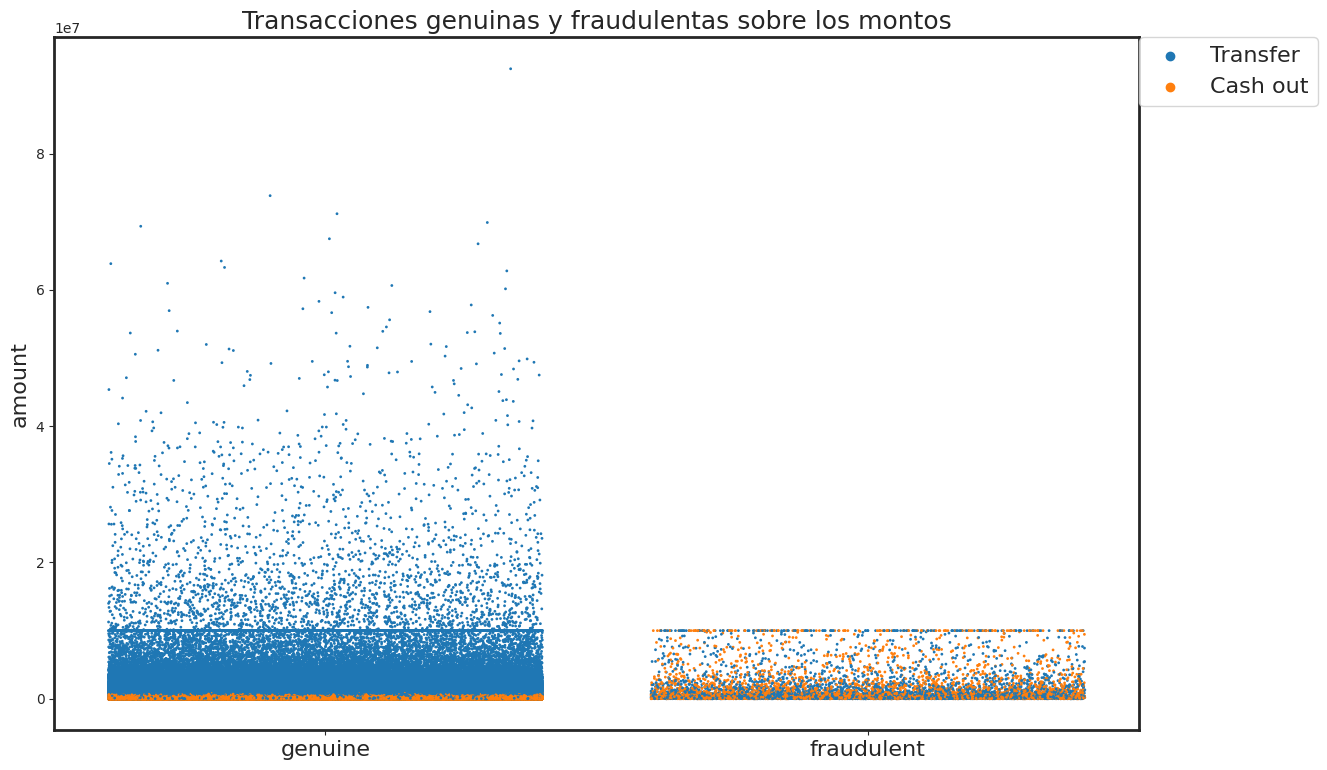 Transacciones genuinas y fraudulentas sobre los montos
1e7
Transfer
Cash out
8
6
4
2
0
amount
genuine
fraudulent